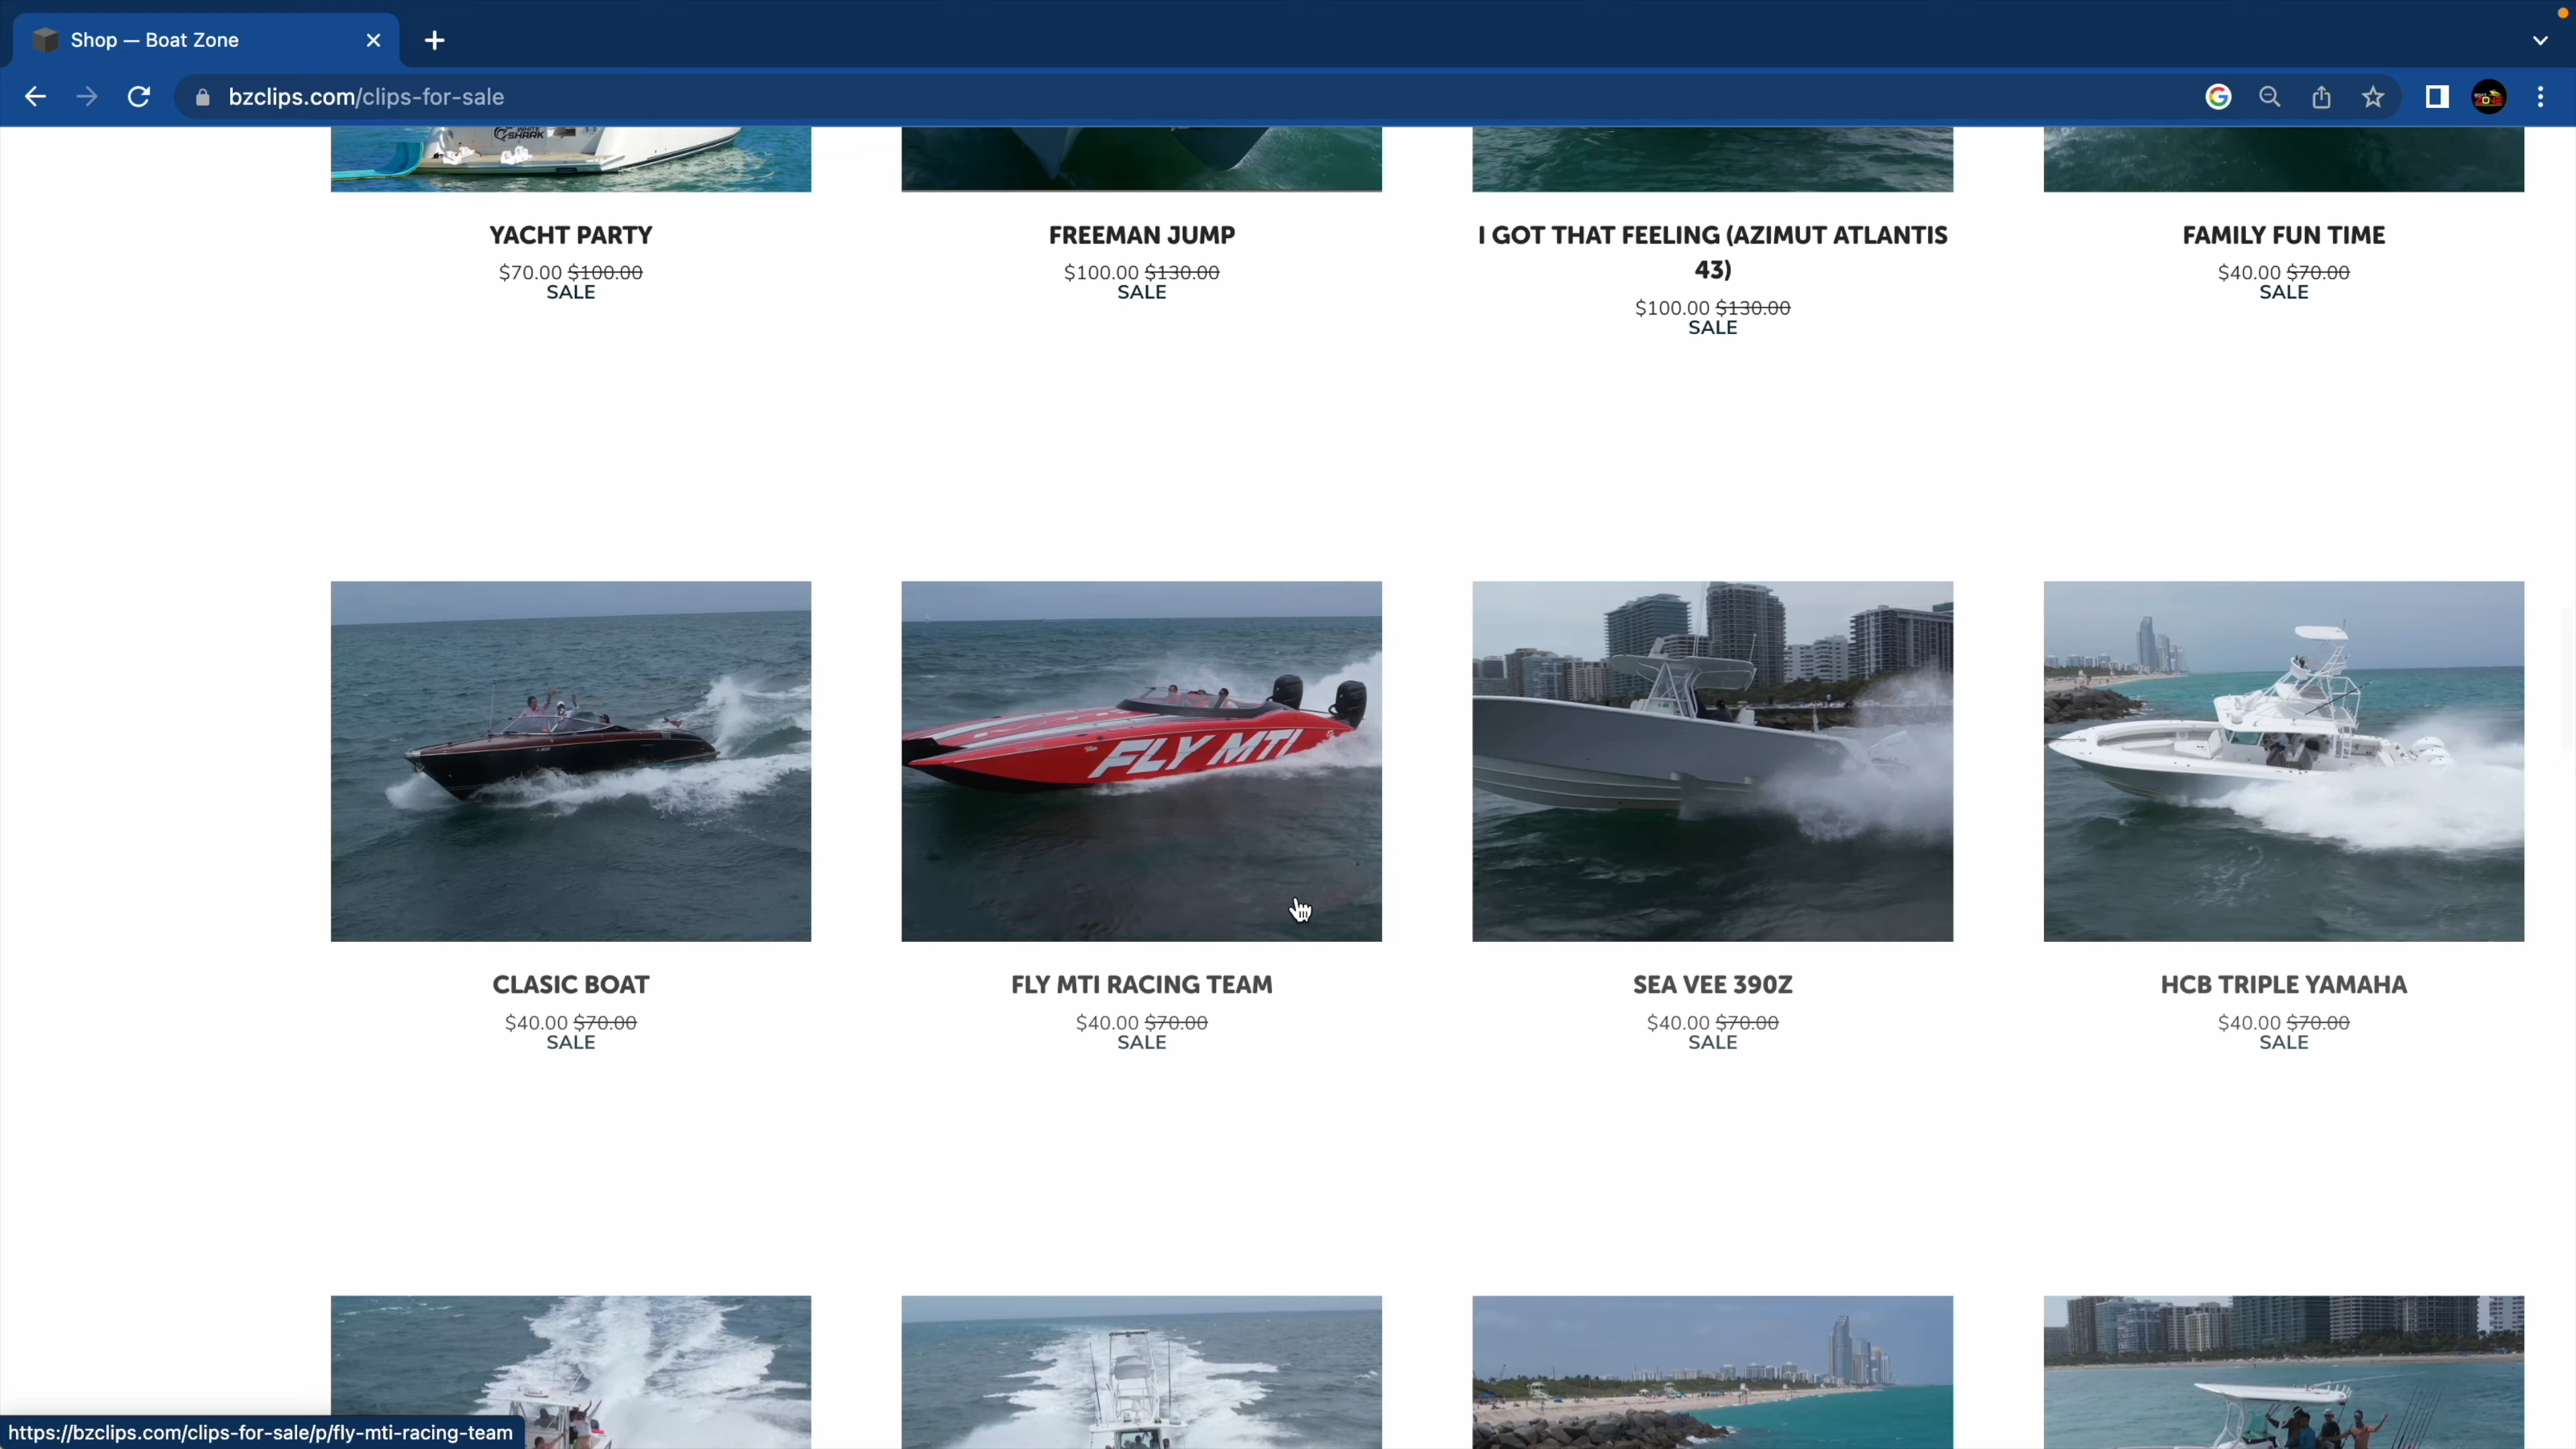 Shop — Boat Zone
bzclips.com/clips-for-sale
WHITE
SHARK
YACHT PARTY
$70.00 $100.00
SALE
FREEMAN JUMP
$100.00 $130.00
SALE
I GOT THAT FEELING (AZIMUT ATLANTIS
43)
$100.00 $130.00
SALE
FAMILY FUN TIME
$40.00 $70.00
SALE
FLY MTI
CLASIC BOAT
$40.00 $70.00
SALE
FLY MTI RACING TEAM
$40.00 $70.00
SALE
SEA VEE 390Z
$40.00 $70.00
SALE
HCB TRIPLE YAMAHA
$40.00 $70.00
SALE
https://bzclips.com/clips-for-sale/p/fly-mti-racing-team